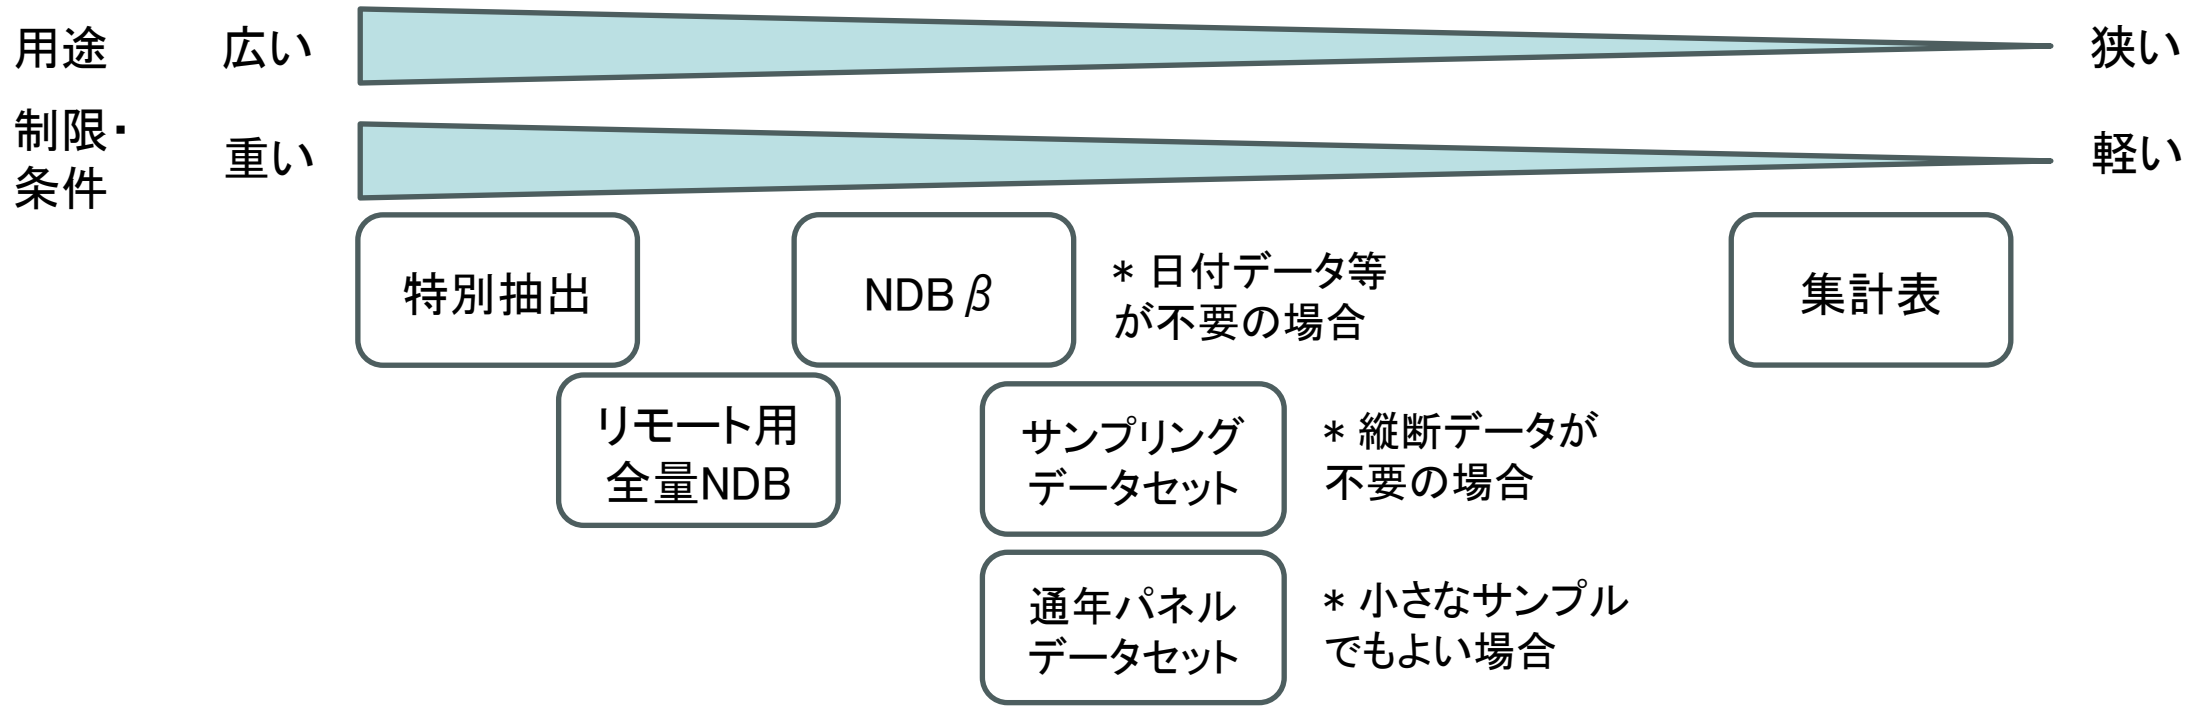 用途
広い
狭い
制限・
条件
重い
軽い
特別抽出
NDBβ
* 日付データ等
が不要の場合
集計表
リモート用
全量NDB
サンプリング
データセット
* 縦断データが
不要の場合
通年パネル
データセット
* 小さなサンプル
でもよい場合